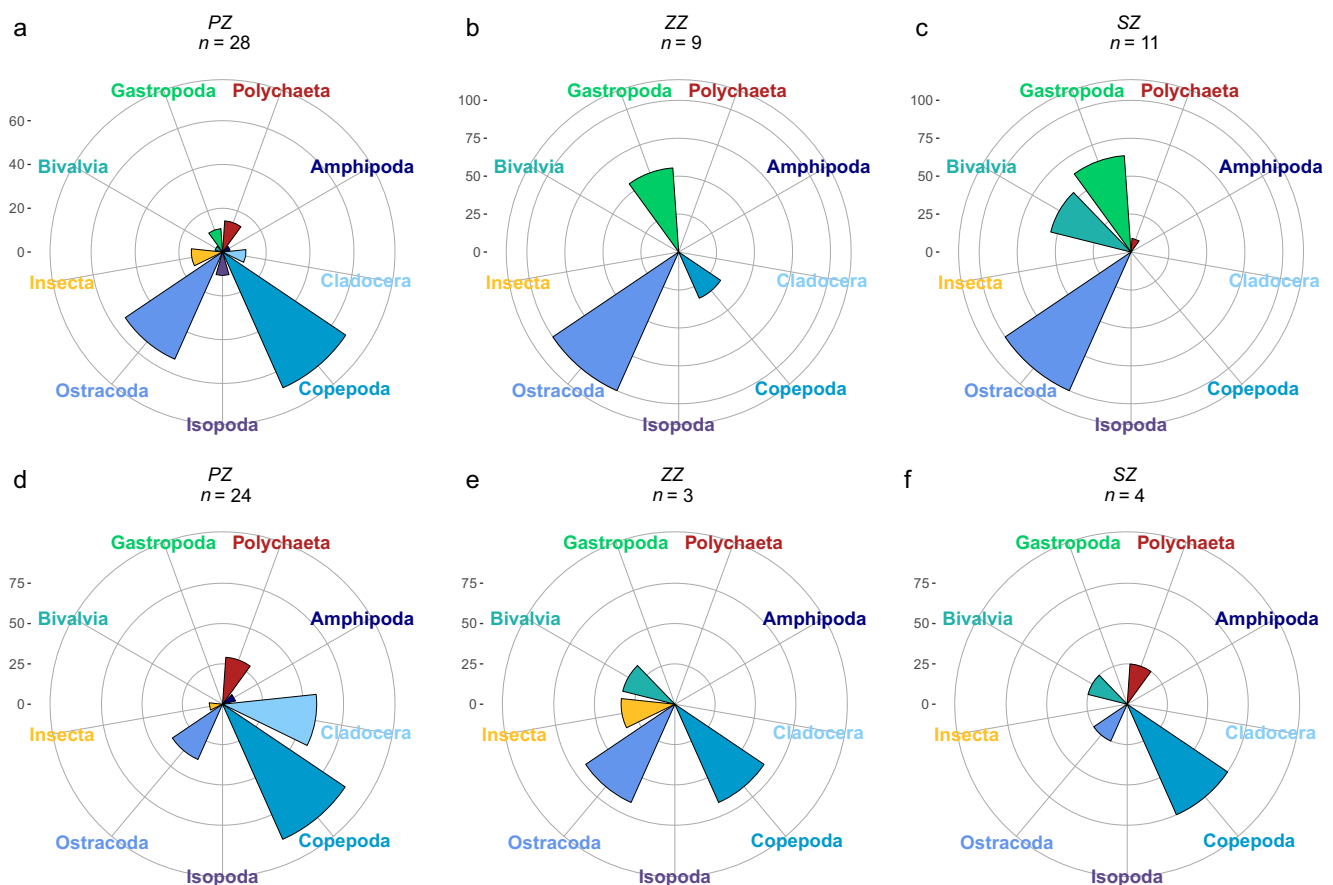 a
PZ
n = 28
60
40
20
0
Gastropoda
Polychaeta
Bivalvia
Amphipoda
Insecta
Cladocera
Ostracoda
Copepoda
Isopoda
b
ZZ
n = 9
100
75
50
25
0
Gastropoda
Polychaeta
Bivalvia
Amphipoda
Insecta
Cladocera
Ostracoda
Copepoda
Isopoda
c
SZ
n = 11
100
75
50
25
0
Gastropoda
Polychaeta
Bivalvia
Amphipoda
Insecta
Cladocera
Ostracoda
Copepoda
Isopoda
d
PZ
n = 24
75
50
25
0
Gastropoda
Polychaeta
Bivalvia
Amphipoda
Insecta
Cladocera
Ostracoda
Copepoda
Isopoda
e
ZZ
n = 3
75
50
25
0
Gastropoda
Polychaeta
Bivalvia
Amphipoda
Insecta
Cladocera
Ostracoda
Copepoda
Isopoda
f
SZ
n = 4
75
50
25
0
Gastropoda
Polychaeta
Bivalvia
Amphipoda
Insecta
Cladocera
Ostracoda
Copepoda
Isopoda